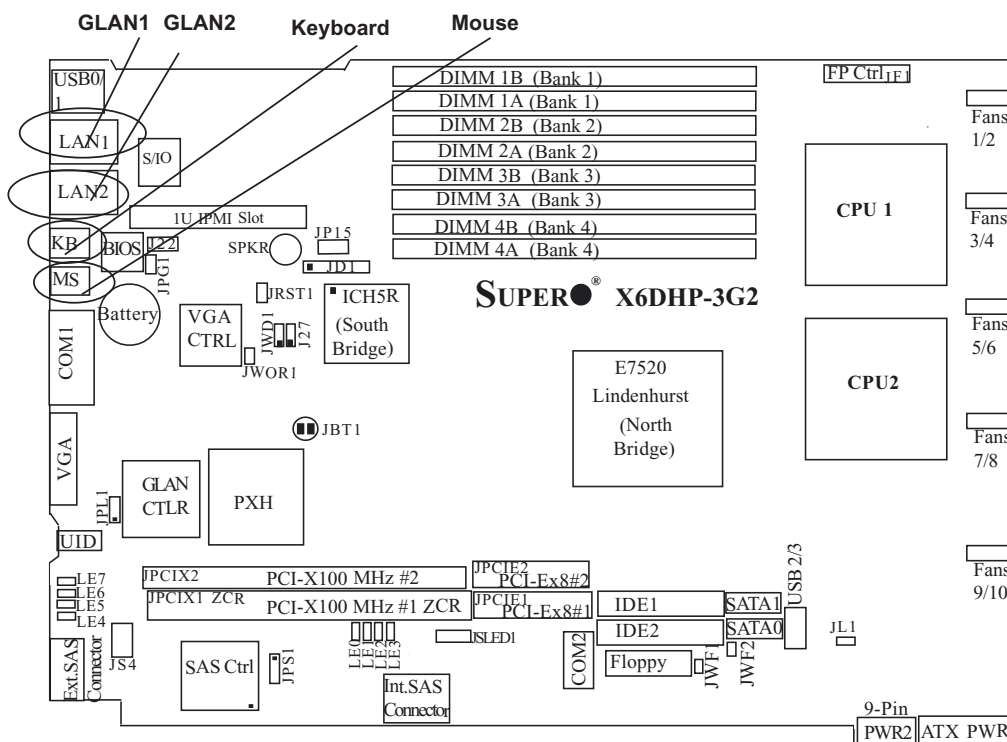 GLAN1 GLAN2 Keyboard Mouse
USB0/
1
LAN1
LAN2
KB
MS
S/IO
1U IPMI Slot
BIOS
J22
JPG1
SPKR
JP15
JD1
Battery
JRST1
VGA
CTRL
JWD1
J27
JWOR1
ICH5R
(South
Bridge)
DIMM 1B (Bank 1)
DIMM 1A (Bank 1)
DIMM 2B (Bank 2)
DIMM 2A (Bank 2)
DIMM 3B (Bank 3)
DIMM 3A (Bank 3)
DIMM 4B (Bank 4)
DIMM 4A (Bank 4)
SUPER® X6DHP-3G2
FP Ctrl JF1
CPU 1
CPU2
Fans
1/2
Fans
3/4
Fans
5/6
Fans
7/8
Fans
9/10
E7520
Lindenhurst
(North
Bridge)
COM1
VGA
JBT1
JPL1
GLAN
CTLR
PXH
UID
LE7
LE6
LE5
LE4
JPCIX2 PCI-X100 MHz #2
JPCIX1 ZCR PCI-X100 MHz #1 ZCR
JPCIE2
PCI-Ex8#2
JPCIE1
PCI-Ex8#1
IDE1
IDE2
Floppy
SATA1
SATA0
USB 2/3
JL1
JWF1
JWF2
COM2
JSLED1
LE0
LE1
LE2
LE3
Ext.SAS
Connector
JS4
SAS Ctrl
JPS1
Int.SAS
Connector
9-Pin
PWR2
ATX PWR